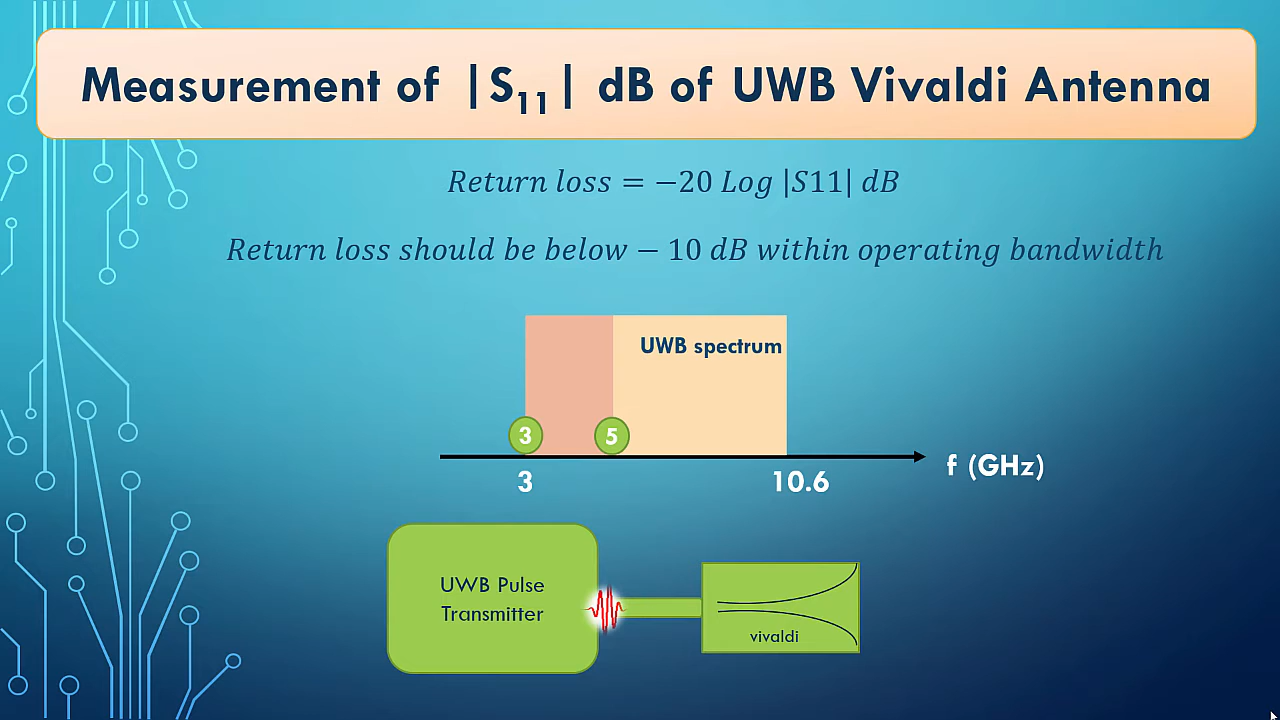 Measurement of |S₁₁| dB of UWB Vivaldi Antenna
Return loss = −20 Log |S11| dB
Return loss should be below − 10 dB within operating bandwidth
UWB spectrum
3
5
f (GHz)
3
10.6
UWB Pulse
Transmitter
vivaldi